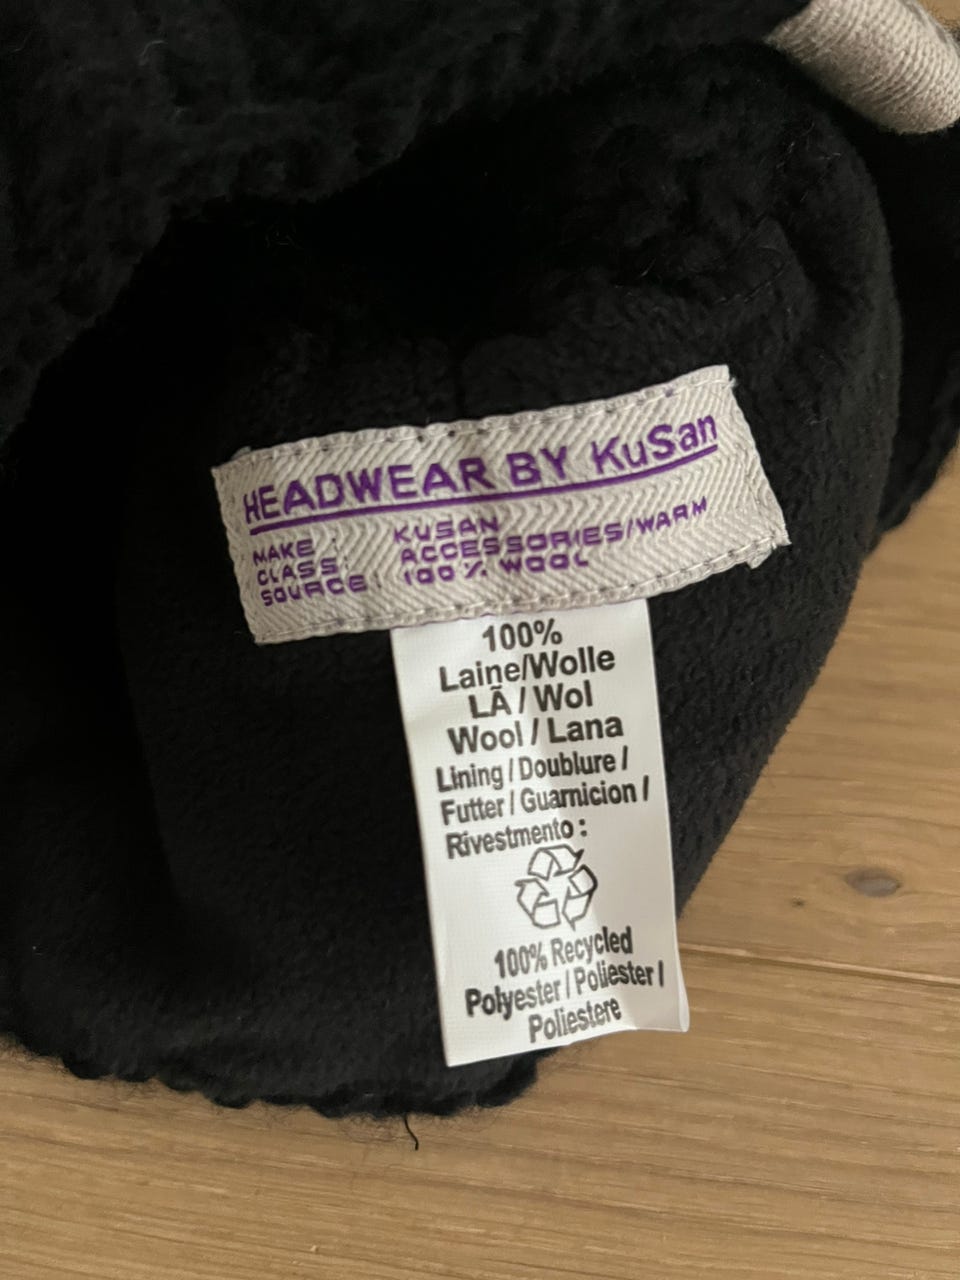 HEADWEAR BY KuSan
MAKE : KUSAN
CLASS: ACCESSORIES/WARM
SOURCE: 100% WOOL
100%
Laine/Wolle
LÃ / Wol
Wool / Lana
Lining / Doublure /
Futter / Guarnicion /
Rivestmento :
100% Recycled
Polyester / Poliester /
Poliestere